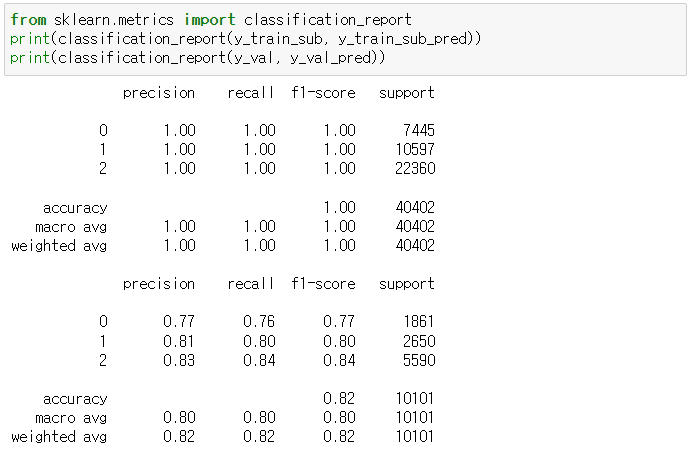 from sklearn.metrics import classification_report
print(classification_report(y_train_sub, y_train_sub_pred))
print(classification_report(y_val, y_val_pred))
precision recall f1-score support
0 1.00 1.00 1.00 7445
1 1.00 1.00 1.00 10597
2 1.00 1.00 1.00 22360
accuracy 1.00 40402
macro avg 1.00 1.00 1.00 40402
weighted avg 1.00 1.00 1.00 40402
precision recall f1-score support
0 0.77 0.76 0.77 1861
1 0.81 0.80 0.80 2650
2 0.83 0.84 0.84 5590
accuracy 0.82 10101
macro avg 0.80 0.80 0.80 10101
weighted avg 0.82 0.82 0.82 10101